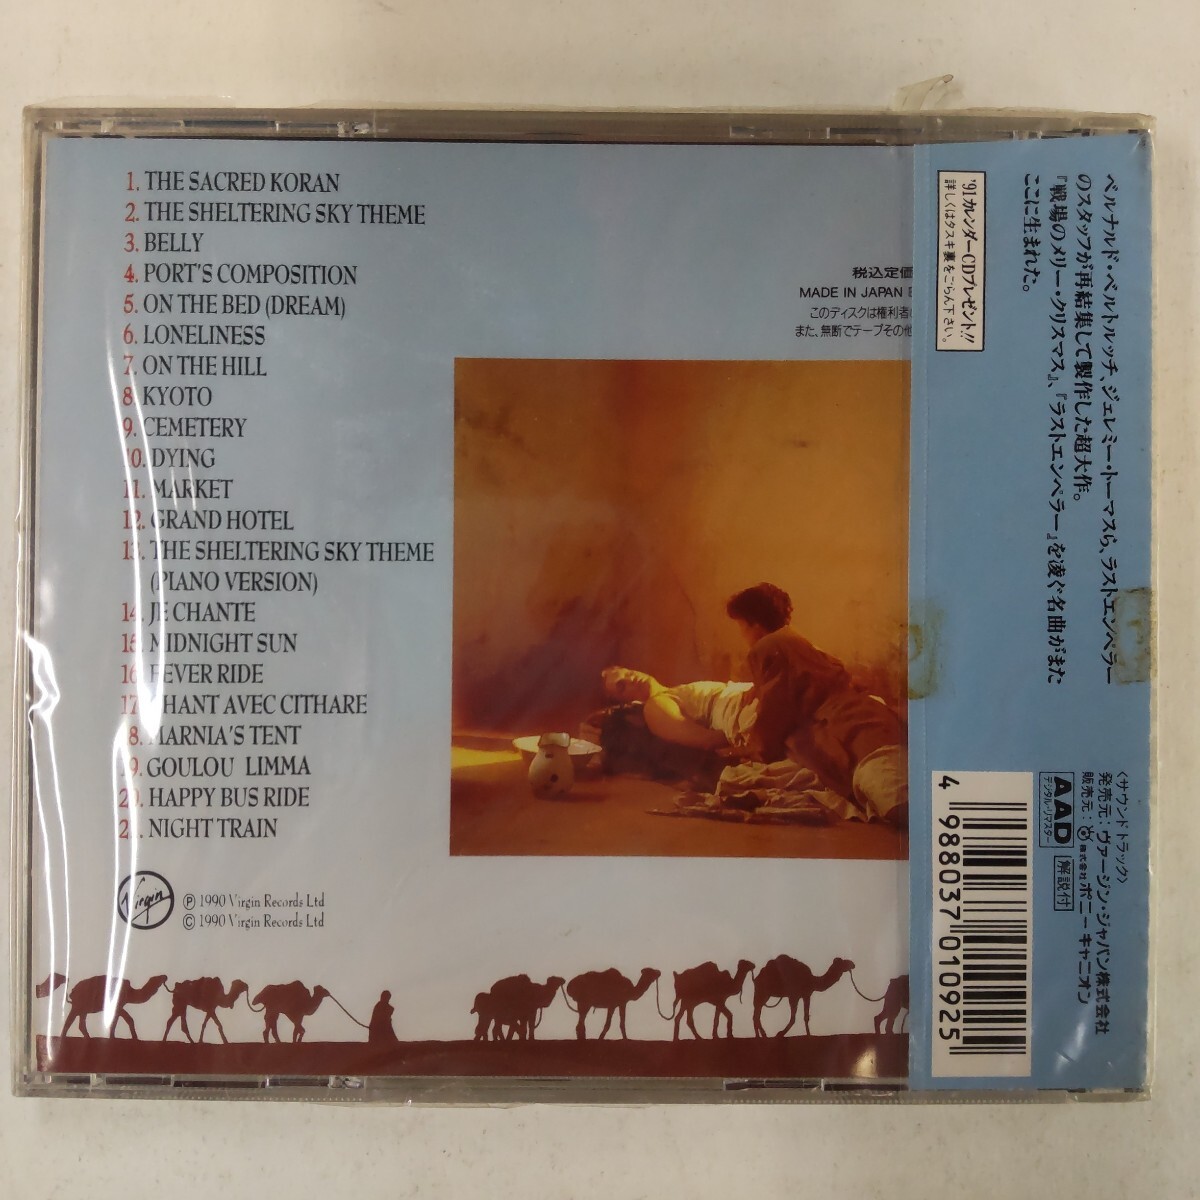 1. THE SACRED KORAN
2. THE SHELTERING SKY THEME
3. BELLY
4. PORT'S COMPOSITION
5. ON THE BED (DREAM)
6. LONELINESS
7. ON THE HILL
8. KYOTO
9. CEMETERY
10. DYING
11. MARKET
12. GRAND HOTEL
13. THE SHELTERING SKY THEME
(PIANO VERSION)
14. JE CHANTE
15. MIDNIGHT SUN
16. FEVER RIDE
17. CHANT AVEC CITHARE
18. MARNIA'S TENT
19. GOULOU LIMMA
20. HAPPY BUS RIDE
21. NIGHT TRAIN
Virgin
Ⓟ 1990 Virgin Records Ltd
© 1990 Virgin Records Ltd
税込定価
MADE IN JAPAN
このディスクは権利者の
また、無断でテープその他
ベルナルド・ベルトルッチ、ジェレミー・トーマスら、ラストエンペラー
のスタッフが再結集して製作した超大作。
『戦場のメリー・クリスマス』、『ラストエンペラー』を凌ぐ名曲がまた
ここに生まれた。
'91カレンダーCDプレゼント!!
詳しくはタスキ裏をごらん下さい。
〈サウンドトラック〉
発売元:ヴァージン・ジャパン株式会社
販売元:株式会社ポニーキャニオン
AAD
デジタル・リマスター
解説付
4 988037 010925